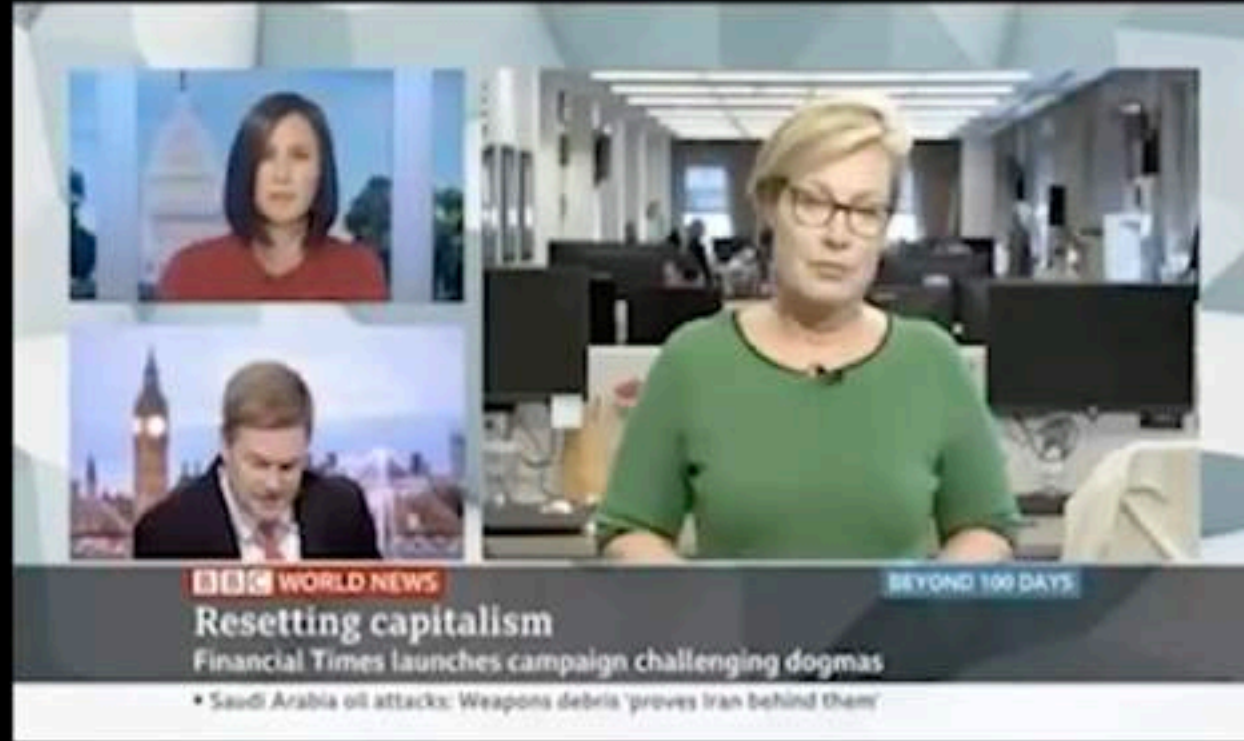 BBC WORLD NEWS
BEYOND 100 DAYS
Resetting capitalism
Financial Times launches campaign challenging dogmas
• Saudi Arabia oil attacks: Weapons debris 'proves Iran behind them'